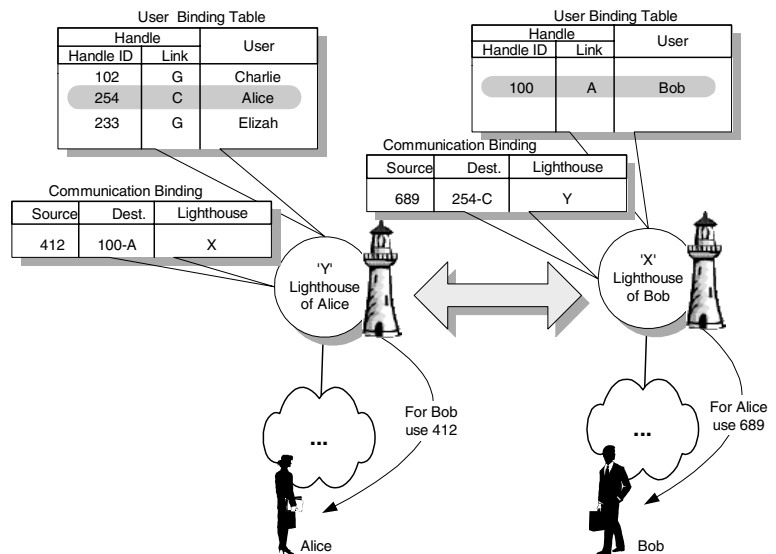 User Binding Table
Handle
User
Handle ID Link
102 G Charlie
254 C Alice
233 G Elizah
Communication Binding
Source Dest. Lighthouse
412 100-A X
User Binding Table
Handle
User
Handle ID Link
100 A Bob
Communication Binding
Source Dest. Lighthouse
689 254-C Y
'Y'
Lighthouse
of Alice
'X'
Lighthouse
of Bob
...
For Bob
use 412
Alice
...
For Alice
use 689
Bob